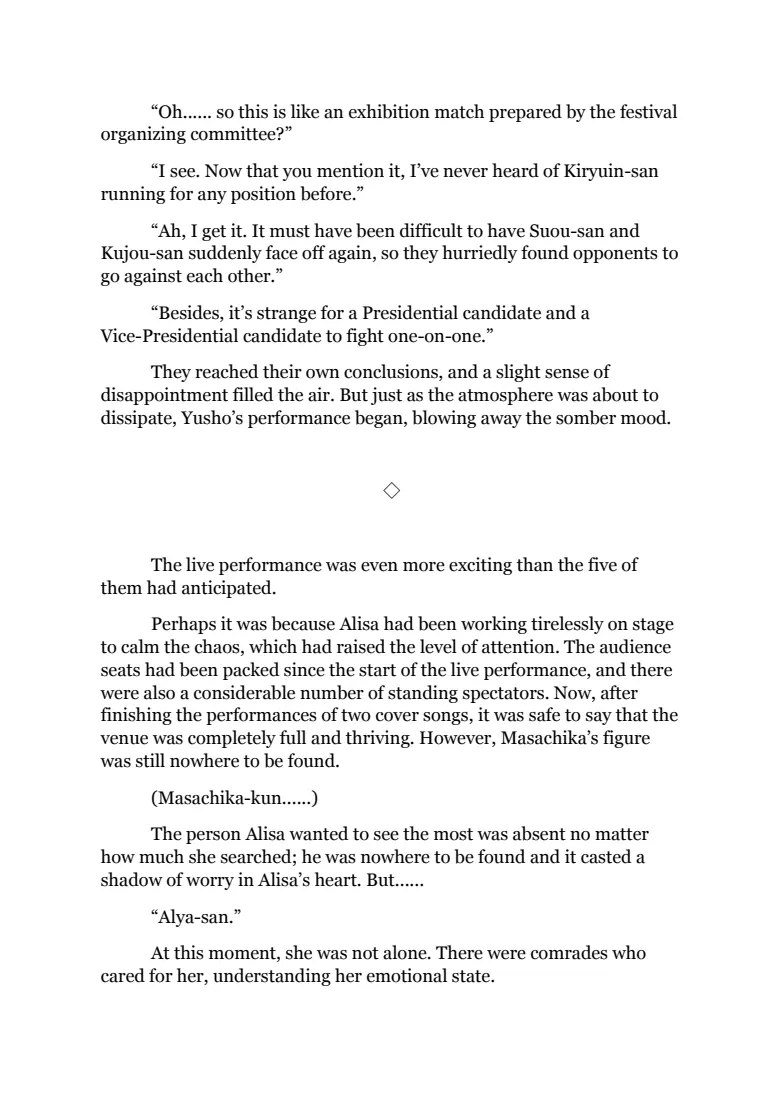 “Oh…… so this is like an exhibition match prepared by the festival
organizing committee?”
“I see. Now that you mention it, I’ve never heard of Kiryuin-san
running for any position before.”
“Ah, I get it. It must have been difficult to have Suou-san and
Kujou-san suddenly face off again, so they hurriedly found opponents to
go against each other.”
“Besides, it’s strange for a Presidential candidate and a
Vice-Presidential candidate to fight one-on-one.”
They reached their own conclusions, and a slight sense of
disappointment filled the air. But just as the atmosphere was about to
dissipate, Yusho’s performance began, blowing away the somber mood.
◇
The live performance was even more exciting than the five of
them had anticipated.
Perhaps it was because Alisa had been working tirelessly on stage
to calm the chaos, which had raised the level of attention. The audience
seats had been packed since the start of the live performance, and there
were also a considerable number of standing spectators. Now, after
finishing the performances of two cover songs, it was safe to say that the
venue was completely full and thriving. However, Masachika’s figure
was still nowhere to be found.
(Masachika-kun……)
The person Alisa wanted to see the most was absent no matter
how much she searched; he was nowhere to be found and it casted a
shadow of worry in Alisa’s heart. But……
“Alya-san.”
At this moment, she was not alone. There were comrades who
cared for her, understanding her emotional state.